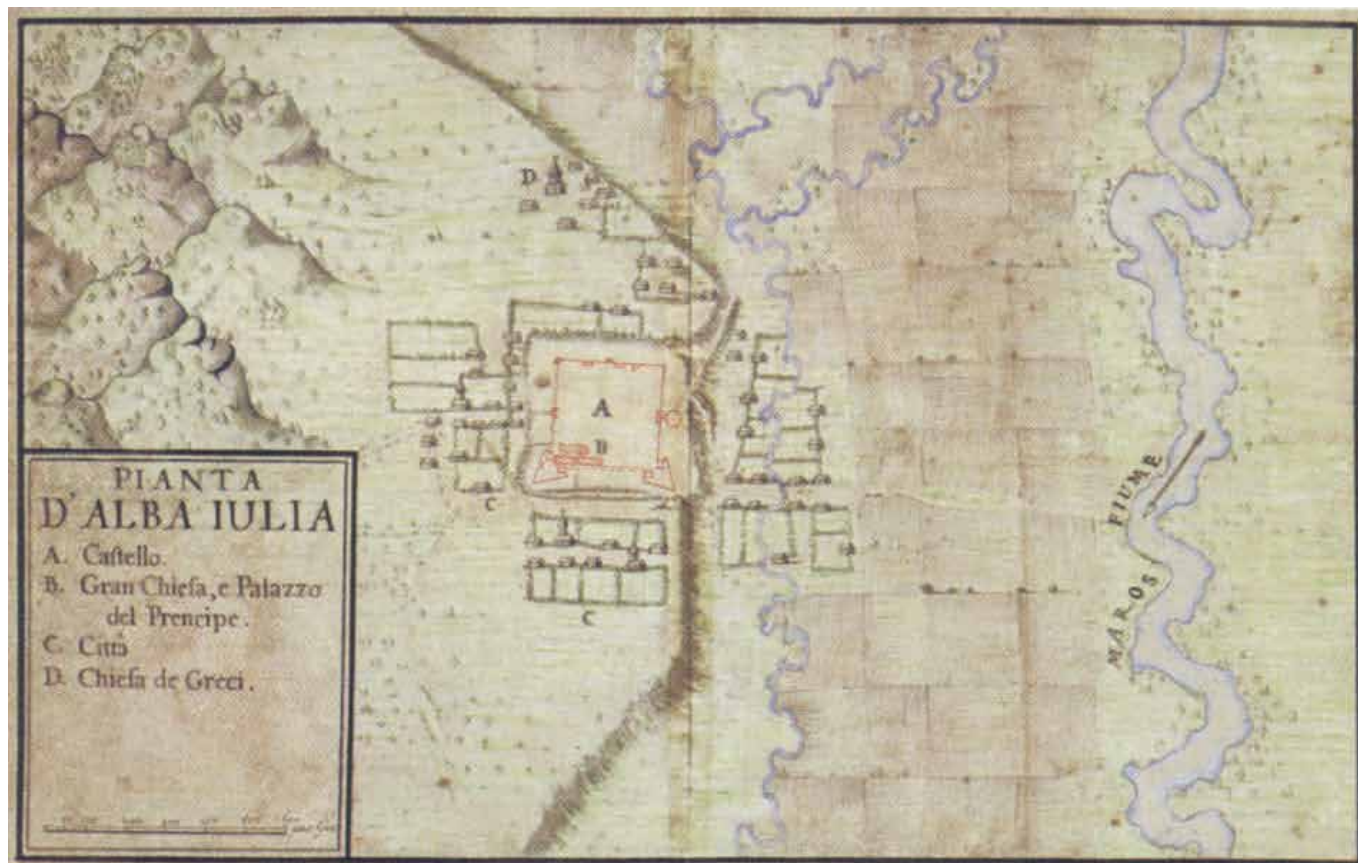 PIANTA
D'ALBA IULIA
A. Castello.
B. Gran Chiesa, e Palazzo
del Prencipe.
C. Città
D. Chiesa de Greci.
D
A
B
C
C
MAROS FIUME